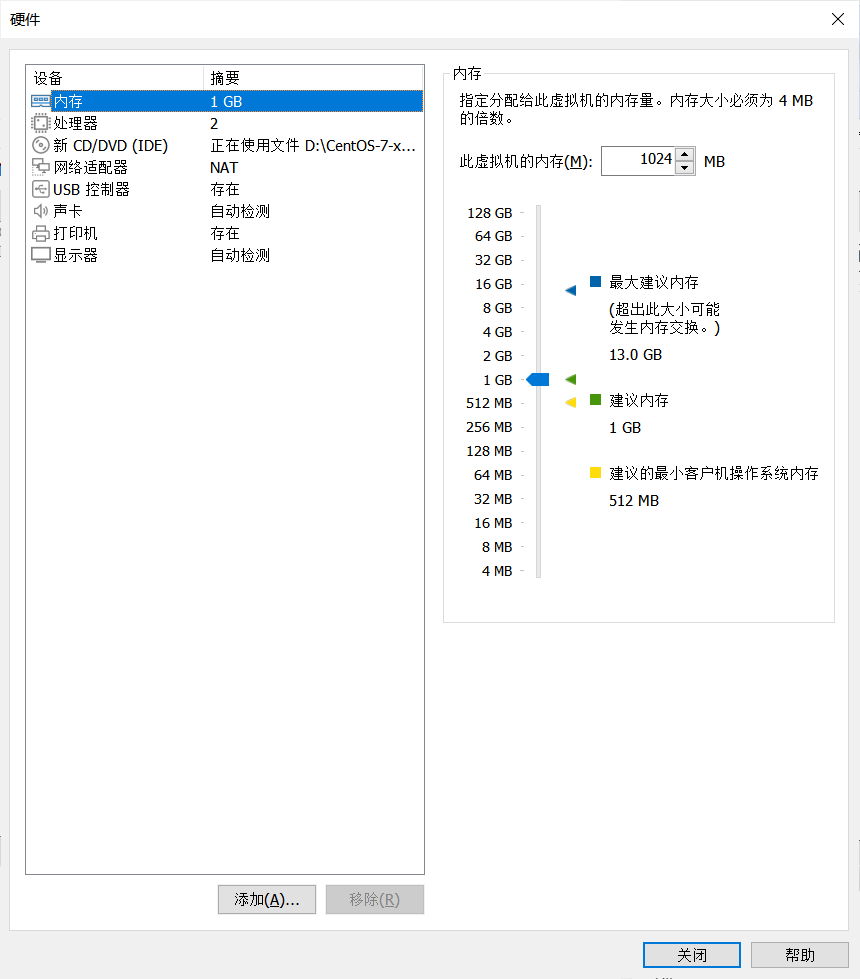 硬件
设备 摘要
内存 1 GB
处理器 2
新 CD/DVD (IDE) 正在使用文件 D:\CentOS-7-x...
网络适配器 NAT
USB 控制器 存在
声卡 自动检测
打印机 存在
显示器 自动检测
添加(A)... 移除(R)
内存
指定分配给此虚拟机的内存量。内存大小必须为 4 MB
的倍数。
此虚拟机的内存(M): 1024 MB
128 GB
64 GB
32 GB
16 GB
8 GB
4 GB
2 GB
1 GB
512 MB
256 MB
128 MB
64 MB
32 MB
16 MB
8 MB
4 MB
最大建议内存
(超出此大小可能
发生内存交换。)
13.0 GB
建议内存
1 GB
建议的最小客户机操作系统内存
512 MB
关闭 帮助